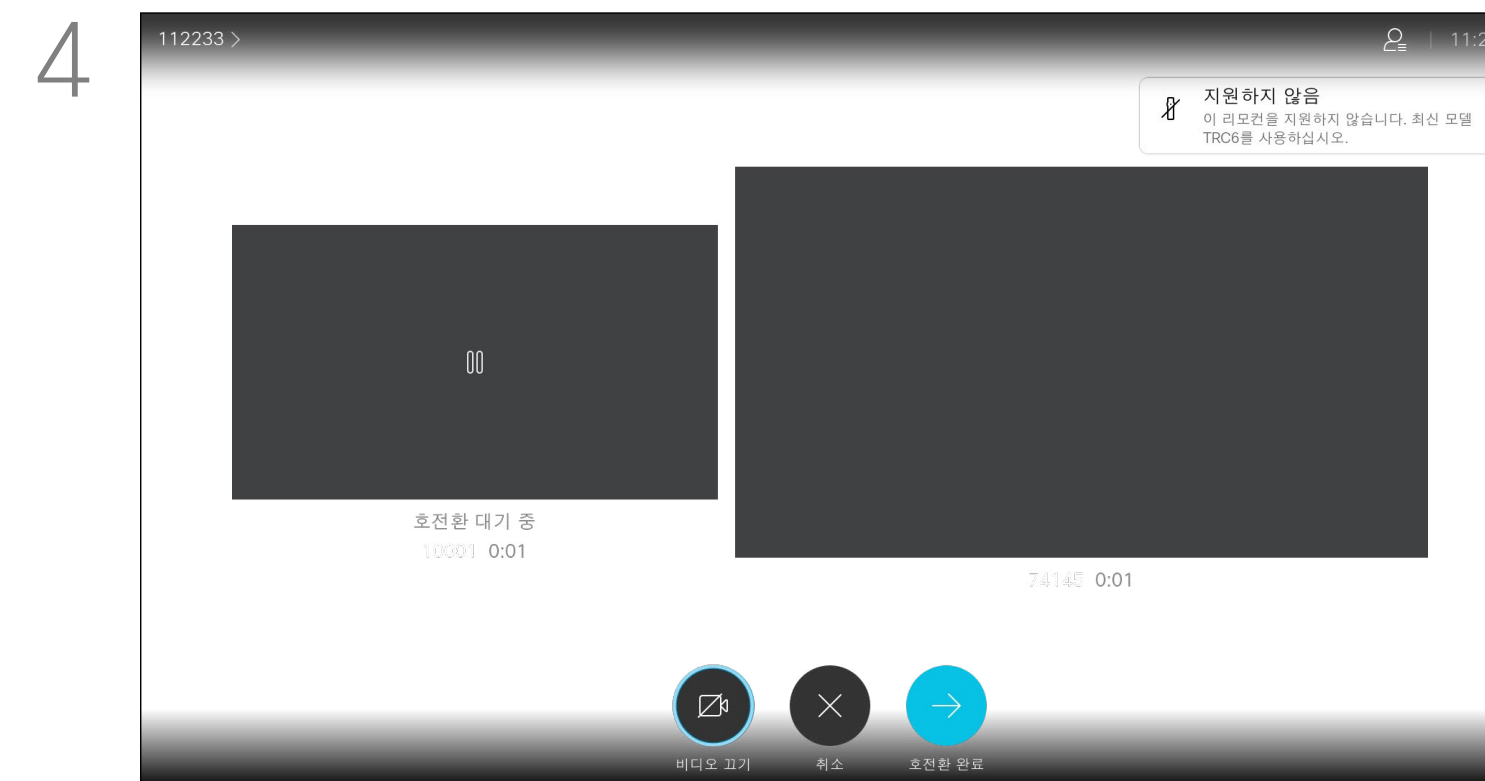 4
112233 >
11:2
지원하지 않음
이 리모컨을 지원하지 않습니다. 최신 모델
TRC6를 사용하십시오.
호전환 대기 중
10001 0:01
74145 0:01
비디오 끄기
취소
호전환 완료